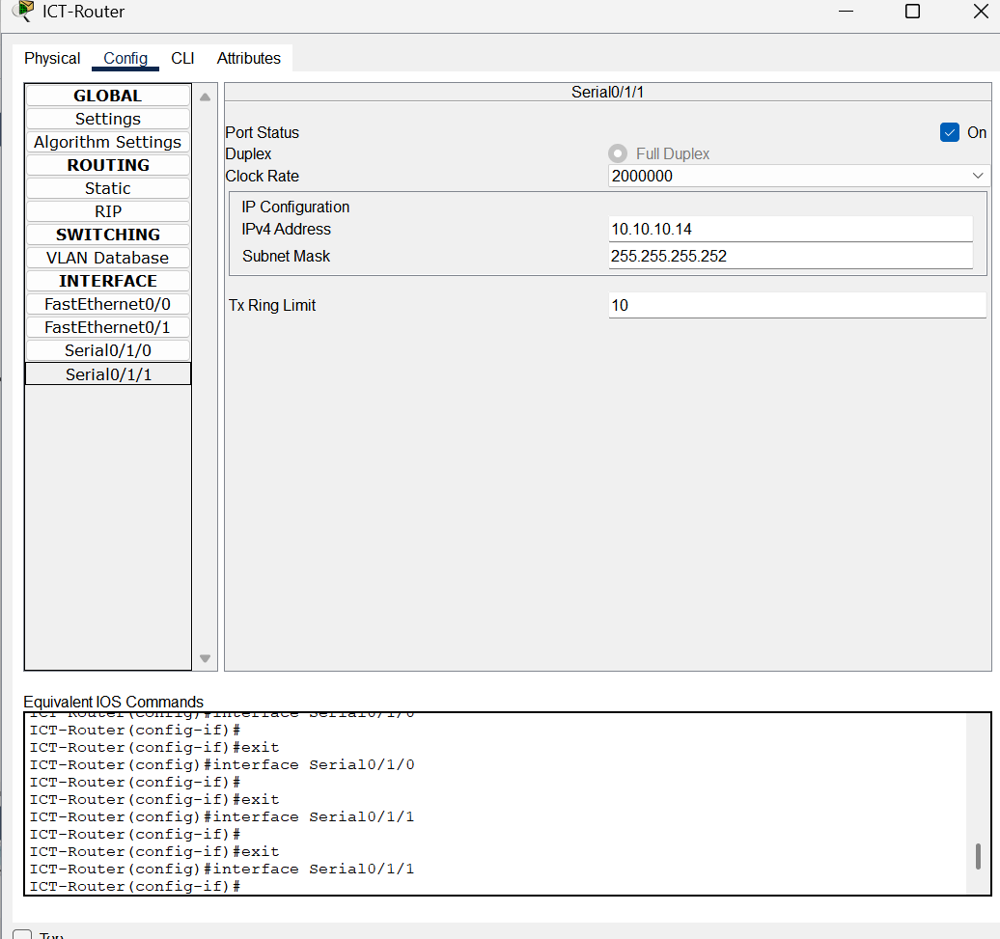 ICT-Router
Physical Config CLI Attributes
GLOBAL
Settings
Algorithm Settings
ROUTING
Static
RIP
SWITCHING
VLAN Database
INTERFACE
FastEthernet0/0
FastEthernet0/1
Serial0/1/0
Serial0/1/1
Serial0/1/1
Port Status On
Duplex Full Duplex
Clock Rate 2000000
IP Configuration
IPv4 Address 10.10.10.14
Subnet Mask 255.255.255.252
Tx Ring Limit 10
Equivalent IOS Commands
ICT-Router(config)#interface Serial0/1/0
ICT-Router(config-if)#
ICT-Router(config-if)#exit
ICT-Router(config)#interface Serial0/1/0
ICT-Router(config-if)#
ICT-Router(config-if)#exit
ICT-Router(config)#interface Serial0/1/1
ICT-Router(config-if)#
ICT-Router(config-if)#exit
ICT-Router(config)#interface Serial0/1/1
ICT-Router(config-if)#
Top